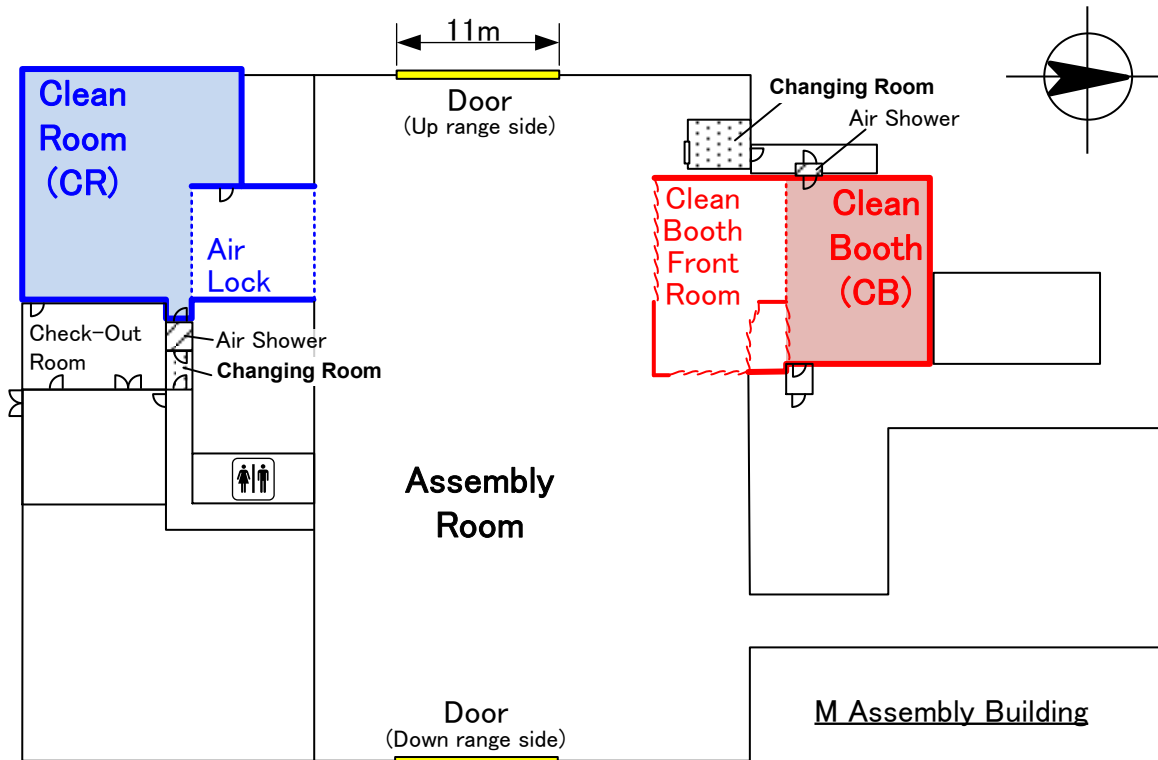 11m
Door
(Up range side)
Clean
Room
(CR)
Air
Lock
Check-Out
Room
Air Shower
Changing Room
Changing Room
Air Shower
Clean
Booth
Front
Room
Clean
Booth
(CB)
Assembly
Room
Door
(Down range side)
M Assembly Building